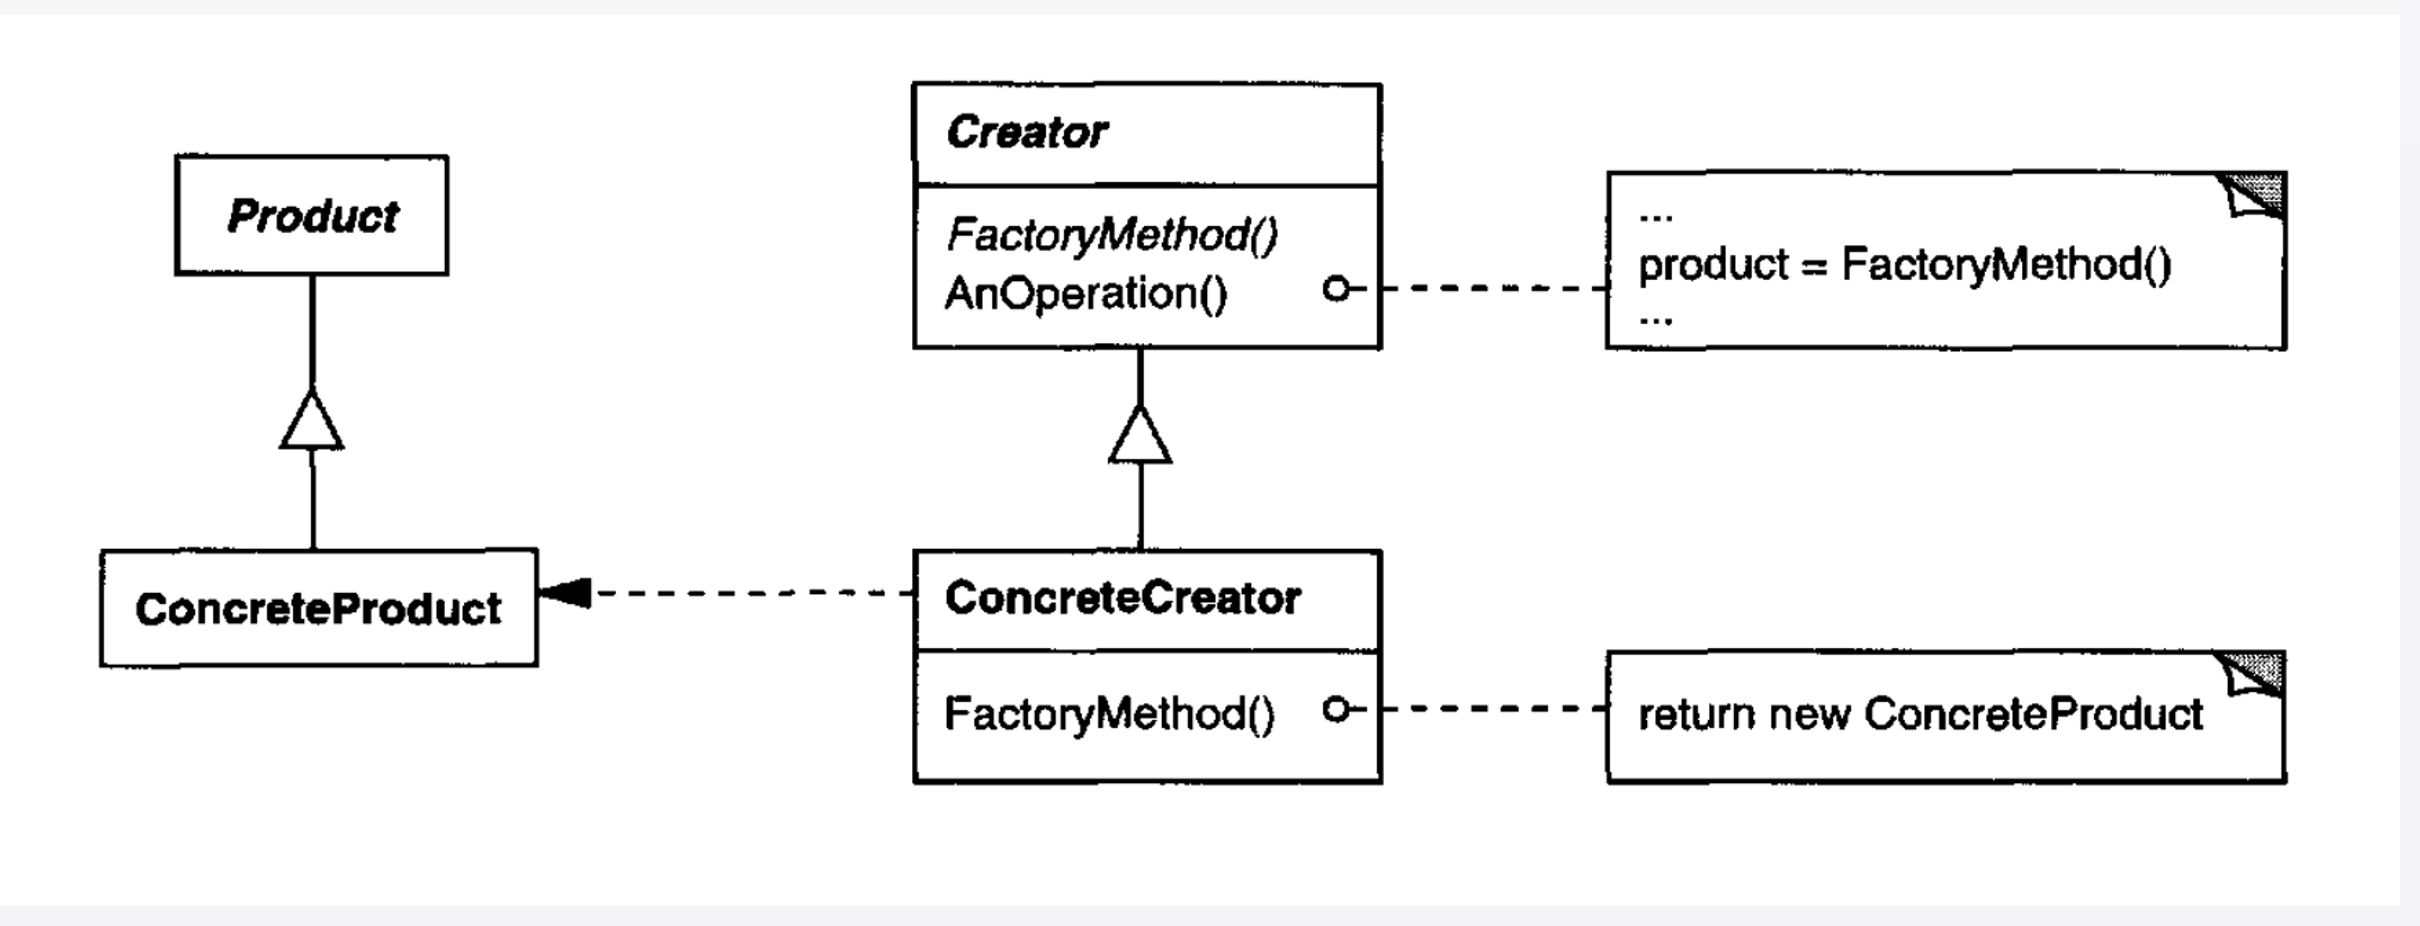 Product
ConcreteProduct
Creator
FactoryMethod()
AnOperation()
...
product = FactoryMethod()
...
ConcreteCreator
FactoryMethod()
return new ConcreteProduct